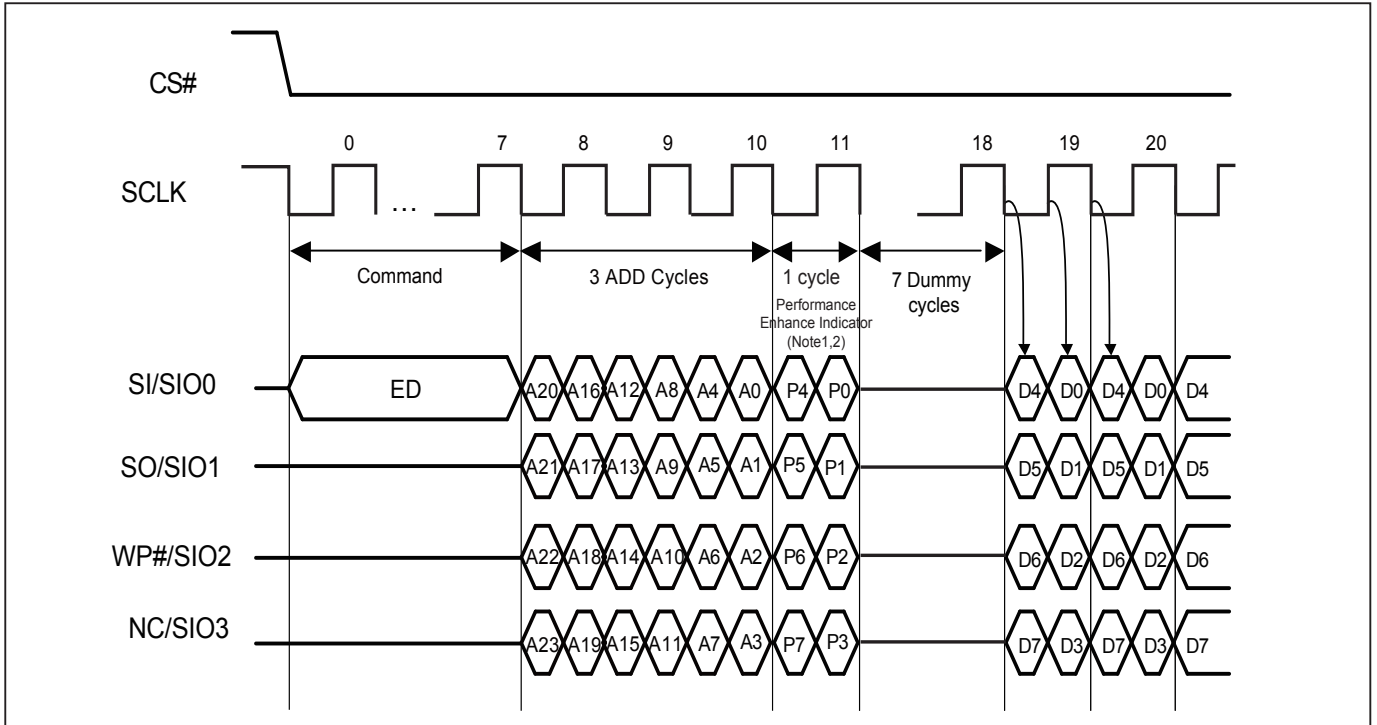 CS#
0 7 8 9 10 11 18 19 20
SCLK
...
Command 3 ADD Cycles 1 cycle 7 Dummy cycles
Performance
Enhance Indicator
(Note1,2)
SI/SIO0 ED A20 A16 A12 A8 A4 A0 P4 P0 D4 D0 D4 D0 D4
SO/SIO1 A21 A17 A13 A9 A5 A1 P5 P1 D5 D1 D5 D1 D5
WP#/SIO2 A22 A18 A14 A10 A6 A2 P6 P2 D6 D2 D6 D2 D6
NC/SIO3 A23 A19 A15 A11 A7 A3 P7 P3 D7 D3 D7 D3 D7